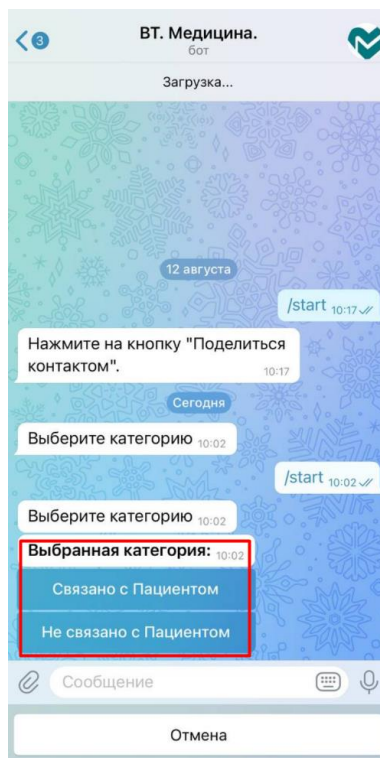 3
ВТ. Медицина.
бот
Загрузка...
12 августа
/start 10:17
Нажмите на кнопку "Поделиться
контактом". 10:17
Сегодня
Выберите категорию 10:02
/start 10:02
Выберите категорию 10:02
Выбранная категория: 10:02
Связано с Пациентом
Не связано с Пациентом
Сообщение
Отмена